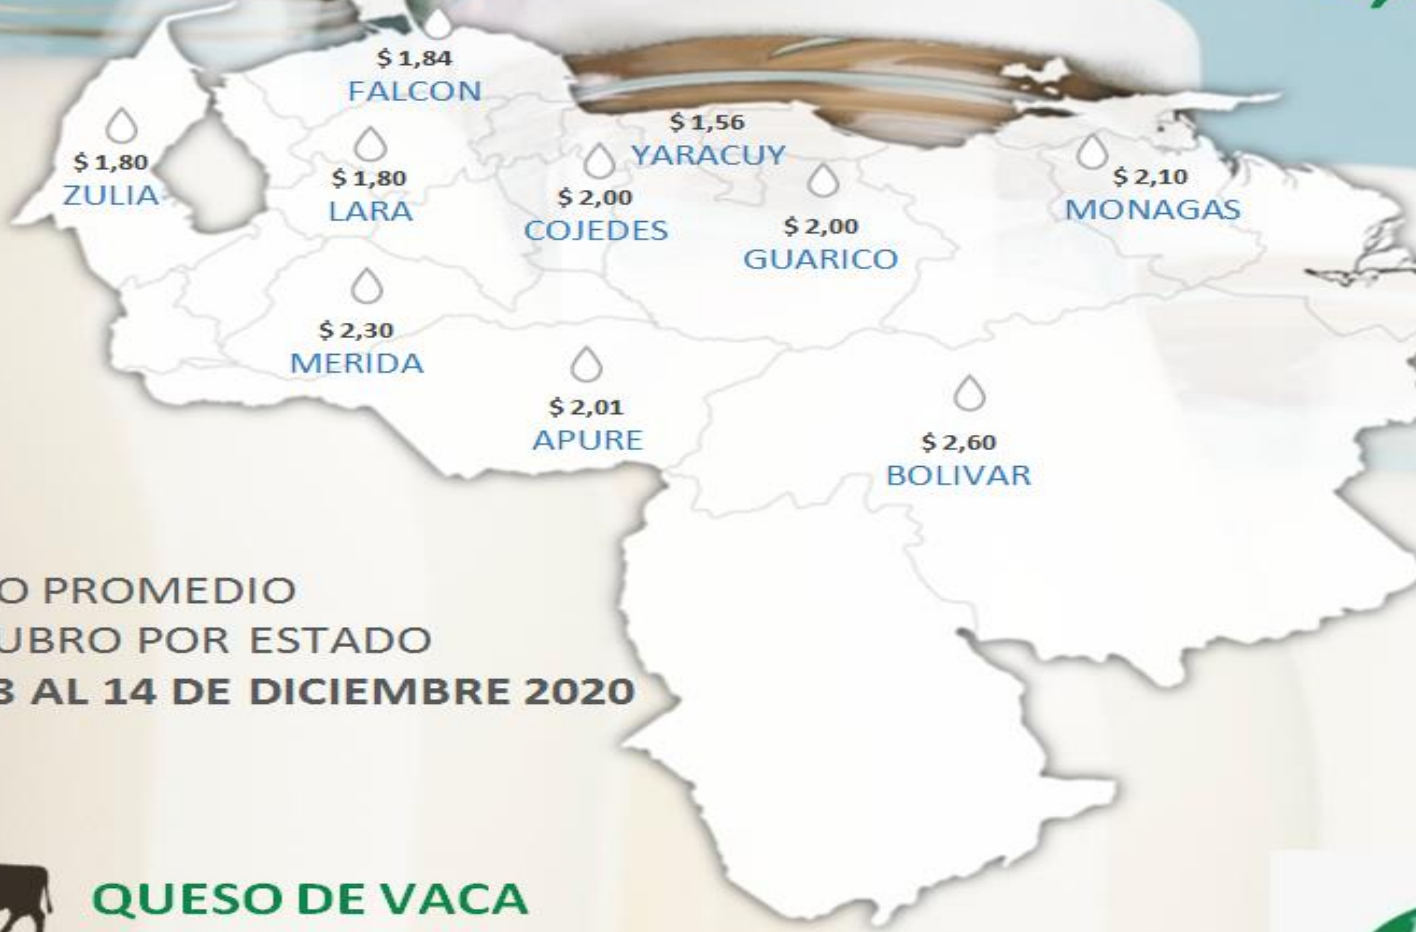 $ 1,84
FALCON
$ 1,80
ZULIA
$ 1,80
LARA
$ 1,56
YARACUY
$ 2,00
COJEDES
$ 2,00
GUARICO
$ 2,10
MONAGAS
$ 2,30
MERIDA
$ 2,01
APURE
$ 2,60
BOLIVAR
O PROMEDIO
UBRO POR ESTADO
AL 14 DE DICIEMBRE 2020
QUESO DE VACA